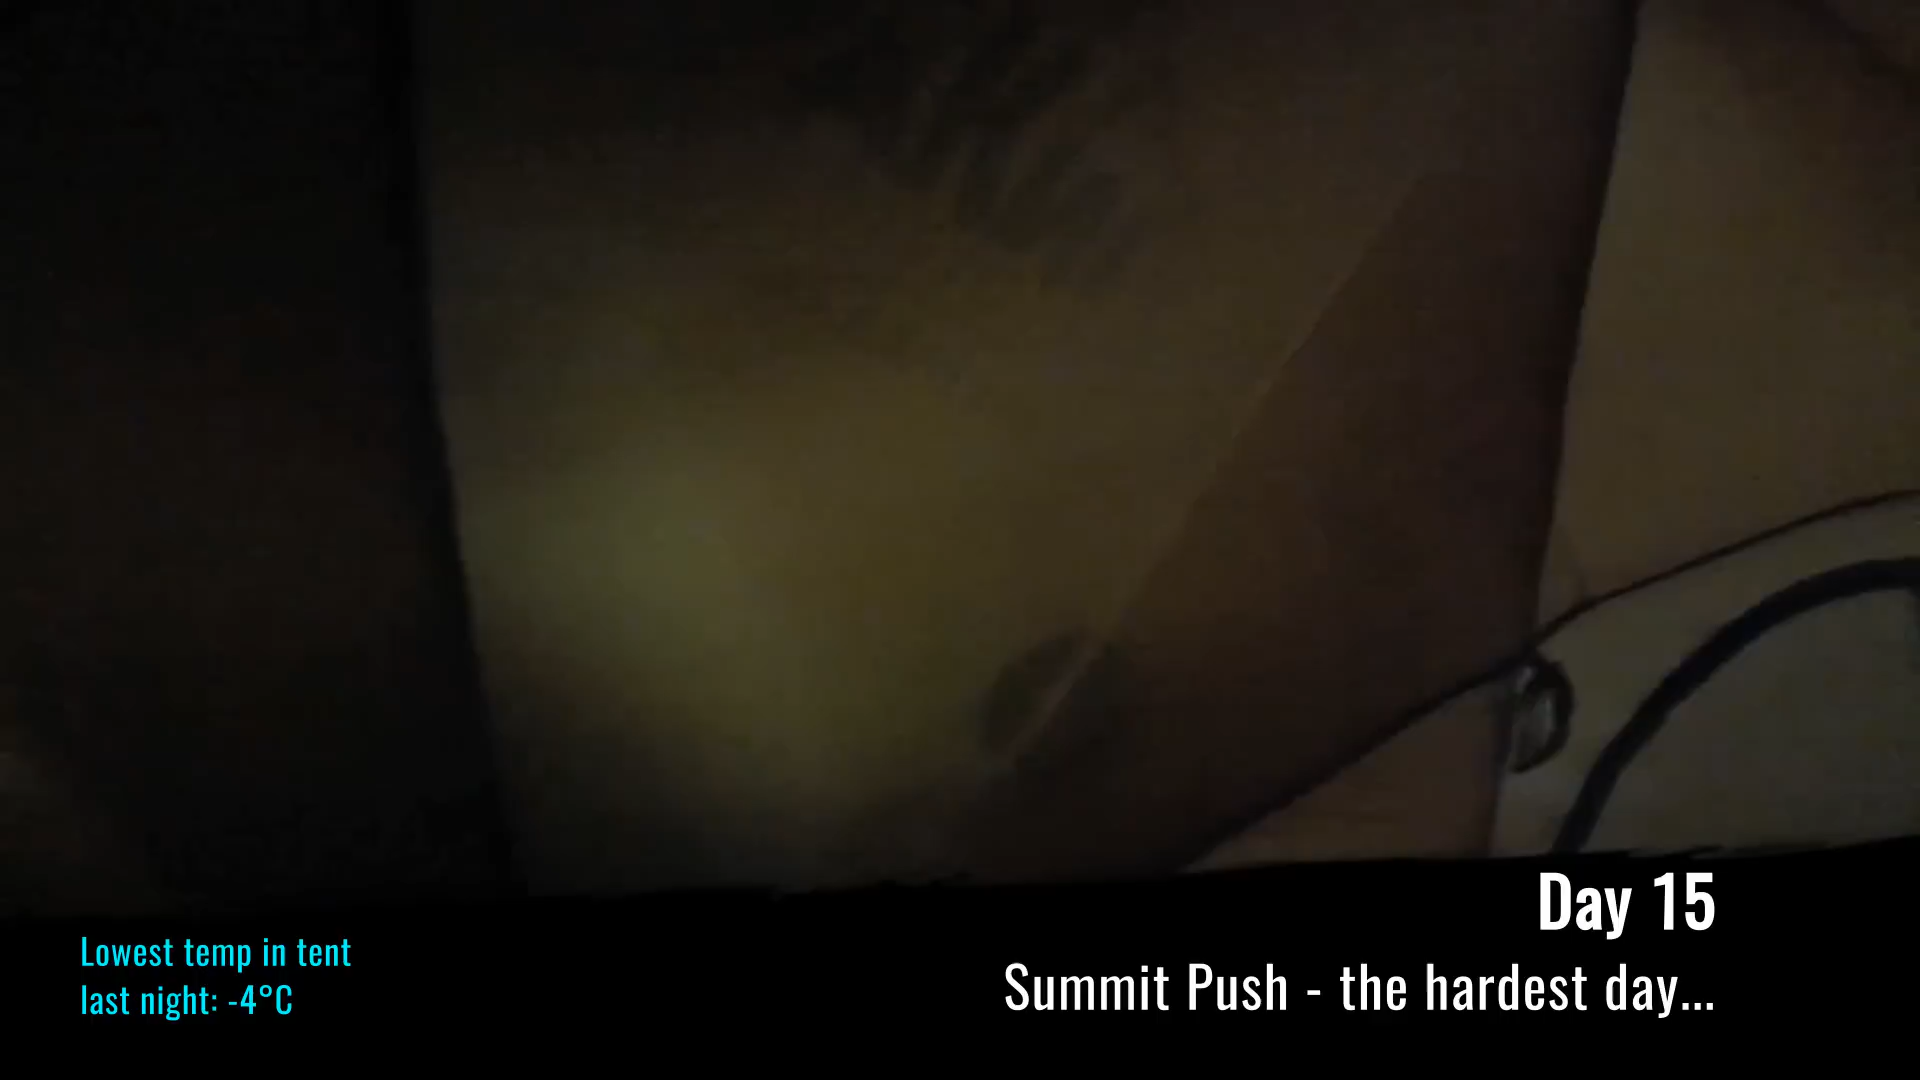 Day 15
Summit Push - the hardest day...
Lowest temp in tent
last night: -4°C